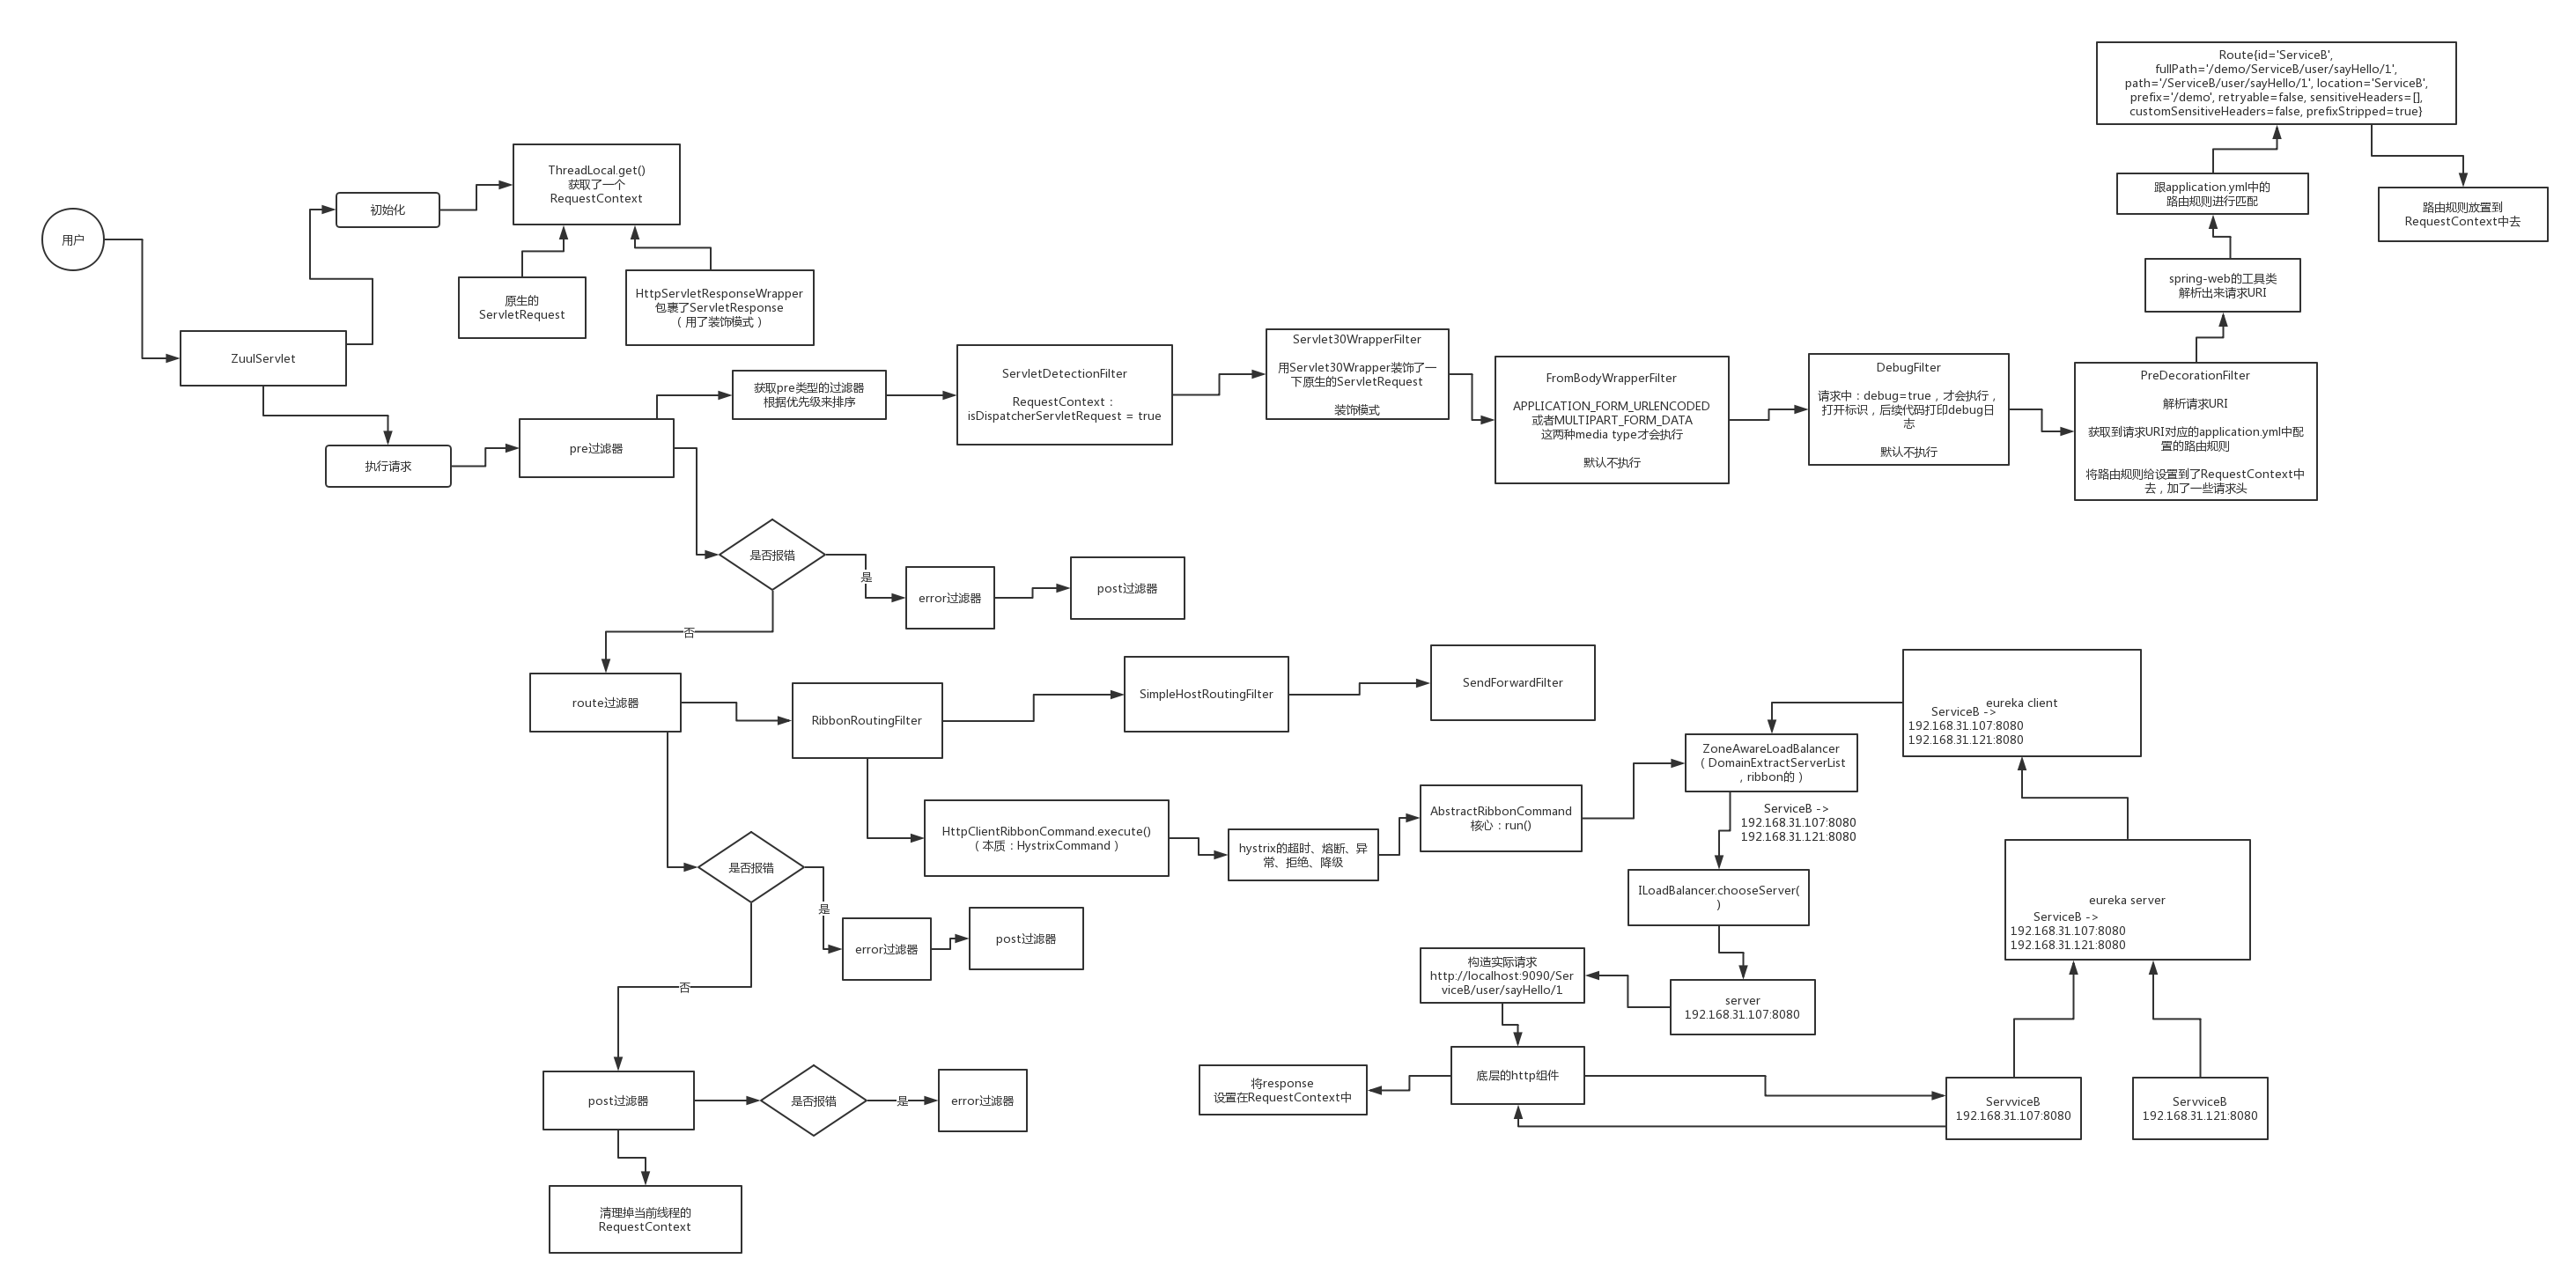 用户
ZuulServlet
初始化
ThreadLocal.get()
获取了一个
RequestContext
原生的
ServletRequest
HttpServletResponseWrapper
包裹了ServletResponse
（用了装饰模式）
执行请求
pre过滤器
获取pre类型的过滤器
根据优先级来排序
ServletDetectionFilter
RequestContext：
isDispatcherServletRequest = true
Servlet30WrapperFilter
用Servlet30Wrapper装饰了一
下原生的ServletRequest
装饰模式
FromBodyWrapperFilter
APPLICATION_FORM_URLENCODED
或者MULTIPART_FORM_DATA
这两种media type才会执行
默认不执行
DebugFilter
请求中：debug=true，才会执行，
打开标识，后续代码打印debug日
志
默认不执行
PreDecorationFilter
解析请求URI
获取到请求URI对应的application.yml中配
置的路由规则
将路由规则给设置到了RequestContext中
去，加了一些请求头
spring-web的工具类
解析出来请求URI
跟application.yml中的
路由规则进行匹配
Route{id='ServiceB',
fullPath='/demo/ServiceB/user/sayHello/1',
path='/ServiceB/user/sayHello/1', location='ServiceB',
prefix='/demo', retryable=false, sensitiveHeaders=[],
customSensitiveHeaders=false, prefixStripped=true}
路由规则放置到
RequestContext中去
是否报错
是
error过滤器
post过滤器
否
route过滤器
RibbonRoutingFilter
SimpleHostRoutingFilter
SendForwardFilter
HttpClientRibbonCommand.execute()
（本质：HystrixCommand）
hystrix的超时、熔断、异
常、拒绝、降级
AbstractRibbonCommand
核心：run()
ZoneAwareLoadBalancer
（DomainExtractServerList
，ribbon的）
ServiceB ->
192.168.31.107:8080
192.168.31.121:8080
eureka client
ServiceB ->
192.168.31.107:8080
192.168.31.121:8080
eureka server
ServiceB ->
192.168.31.107:8080
192.168.31.121:8080
ILoadBalancer.chooseServer(
)
server
192.168.31.107:8080
构造实际请求
http://localhost:9090/Ser
viceB/user/sayHello/1
底层的http组件
将response
设置在RequestContext中
ServviceB
192.168.31.107:8080
ServviceB
192.168.31.121:8080
是否报错
是
error过滤器
post过滤器
否
post过滤器
是否报错
是
error过滤器
清理掉当前线程的
RequestContext